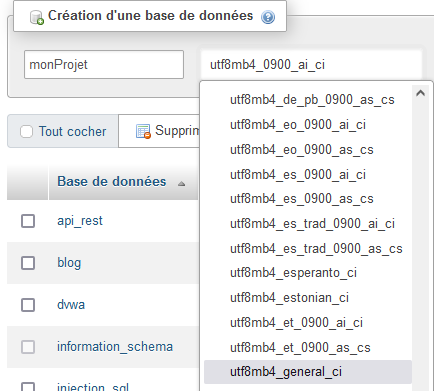 Création d'une base de données
monProjet
utf8mb4_0900_ai_ci
utf8mb4_de_pb_0900_as_cs
utf8mb4_eo_0900_ai_ci
utf8mb4_eo_0900_as_cs
utf8mb4_es_0900_ai_ci
utf8mb4_es_0900_as_cs
utf8mb4_es_trad_0900_ai_ci
utf8mb4_es_trad_0900_as_cs
utf8mb4_esperanto_ci
utf8mb4_estonian_ci
utf8mb4_et_0900_ai_ci
utf8mb4_et_0900_as_cs
utf8mb4_general_ci
Tout cocher
Supprim
Base de données
api_rest
blog
dvwa
information_schema
injection_sql